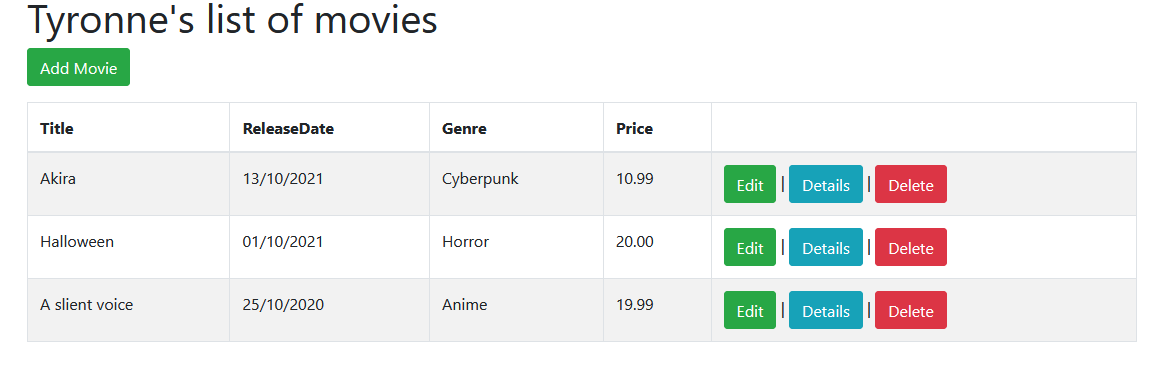 Tyronne's list of movies
Add Movie
Title ReleaseDate Genre Price
Akira 13/10/2021 Cyberpunk 10.99 Edit | Details | Delete
Halloween 01/10/2021 Horror 20.00 Edit | Details | Delete
A slient voice 25/10/2020 Anime 19.99 Edit | Details | Delete